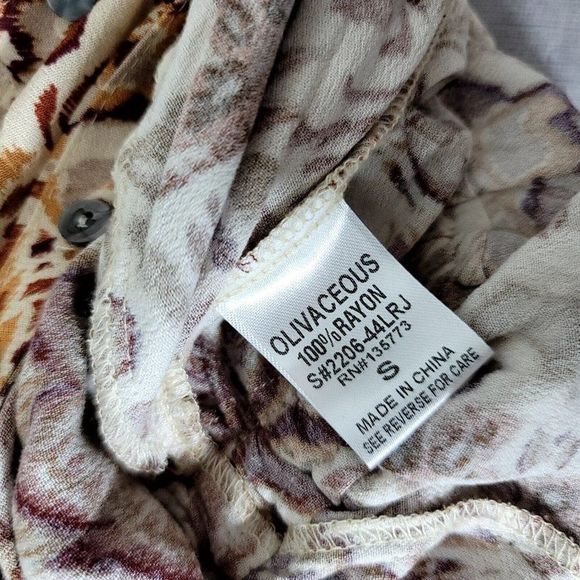 OLIVACEOUS
100% RAYON
S#2206-44LRJ
RN#135773
S
MADE IN CHINA
SEE REVERSE FOR CARE